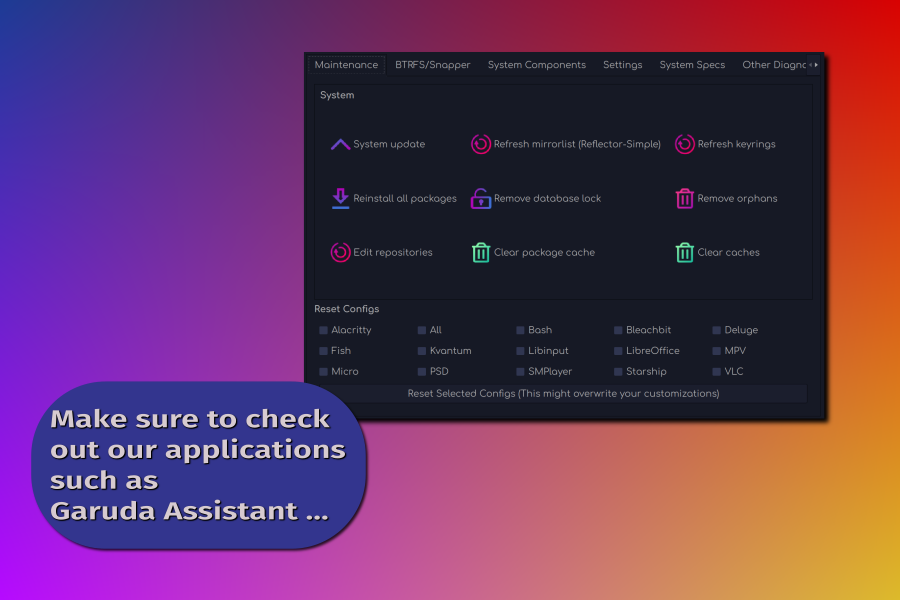 Maintenance BTRFS/Snapper System Components Settings System Specs Other Diagno
System
System update Refresh mirrorlist (Reflector-Simple) Refresh keyrings
Reinstall all packages Remove database lock Remove orphans
Edit repositories Clear package cache Clear caches
Reset Configs
Alacritty All Bash Bleachbit Deluge
Fish Kvantum Libinput LibreOffice MPV
Micro PSD SMPlayer Starship VLC
Reset Selected Configs (This might overwrite your customizations)
Make sure to check
out our applications
such as
Garuda Assistant ...